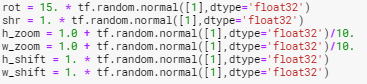 rot = 15. * tf.random.normal([1],dtype='float32')
shr = 1. * tf.random.normal([1],dtype='float32')
h_zoom = 1.0 + tf.random.normal([1],dtype='float32')/10.
w_zoom = 1.0 + tf.random.normal([1],dtype='float32')/10.
h_shift = 1. * tf.random.normal([1],dtype='float32')
w_shift = 1. * tf.random.normal([1],dtype='float32')